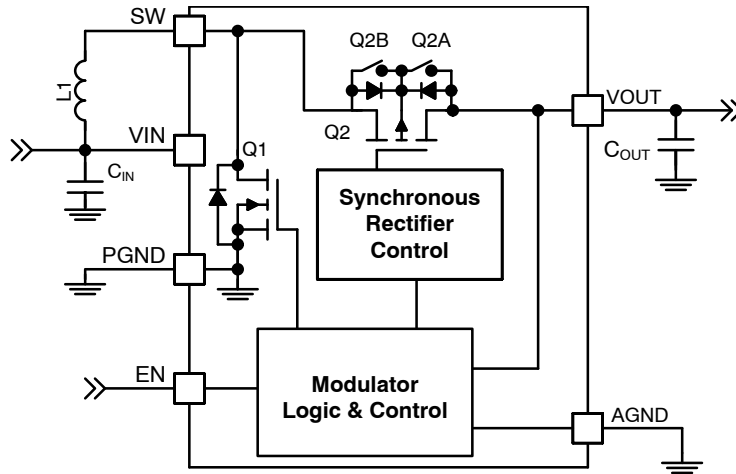 SW
Q2B
Q2A
L1
VOUT
VIN
Q1
Q2
CIN
COUT
Synchronous
Rectifier
Control
PGND
EN
Modulator
Logic & Control
AGND